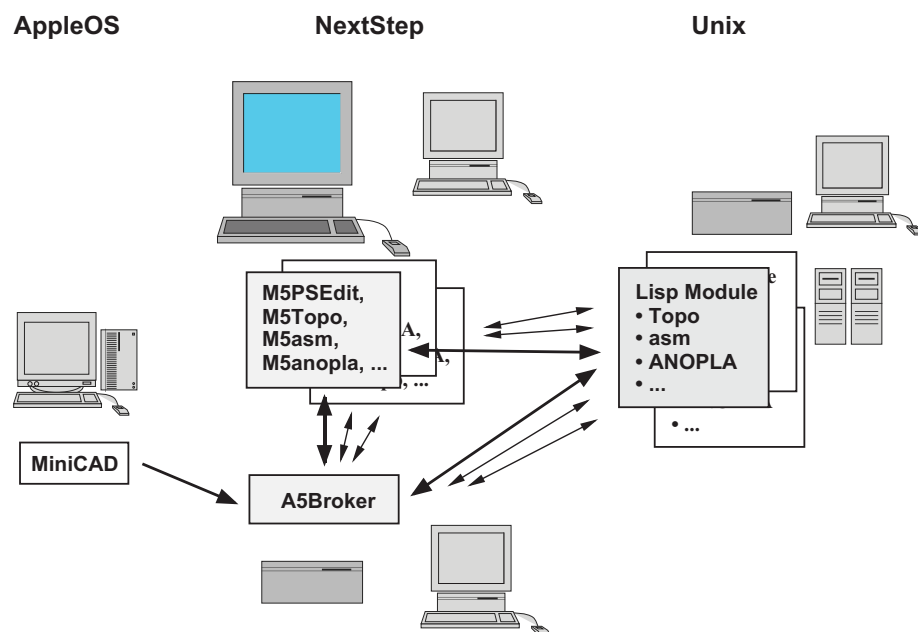 AppleOS
NextStep
Unix
M5PSEdit,
M5Topo,
M5asm,
M5anopla, ...
A,
A,
, ...
Lisp Module
• Topo
• asm
• ANOPLA
• ...
e
• ...
MiniCAD
A5Broker